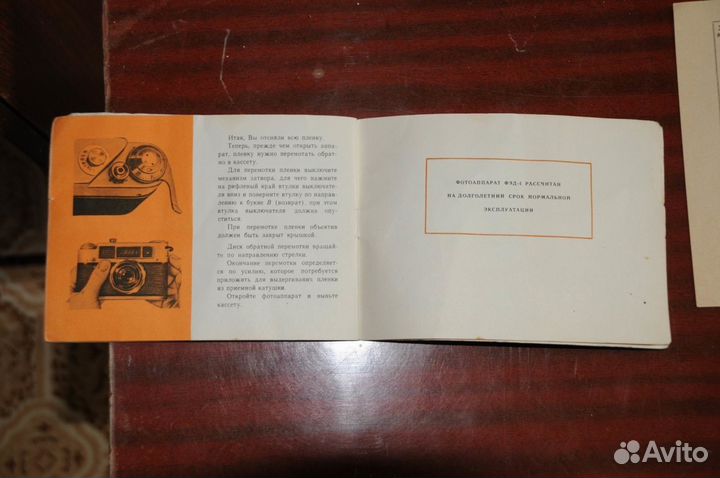 Итак, Вы отсняли всю пленку.
Теперь, прежде чем открыть аппа-
рат, пленку нужно перемотать обрат-
но в кассету.
Для перемотки пленки выключите
механизм затвора, для чего нажмите
на рифленый край втулки выключате-
ля вниз и поверните втулку по направ-
лению к букве В (возврат), при этом
втулка выключателя должна опу-
ститься.
При перемотке пленки объектив
должен быть закрыт крышкой.
Диск обратной перемотки вращай-
те по направлению стрелки.
Окончание перемотки определяет-
ся по усилию, которое потребуется
приложить для выдергивания пленки
из приемной катушки.
Откройте фотоаппарат и выньте
кассету.
ФОТОАППАРАТ ФЭД-4 РАССЧИТАН
НА ДОЛГОЛЕТНИЙ СРОК НОРМАЛЬНОЙ
ЭКСПЛУАТАЦИИ
Avito